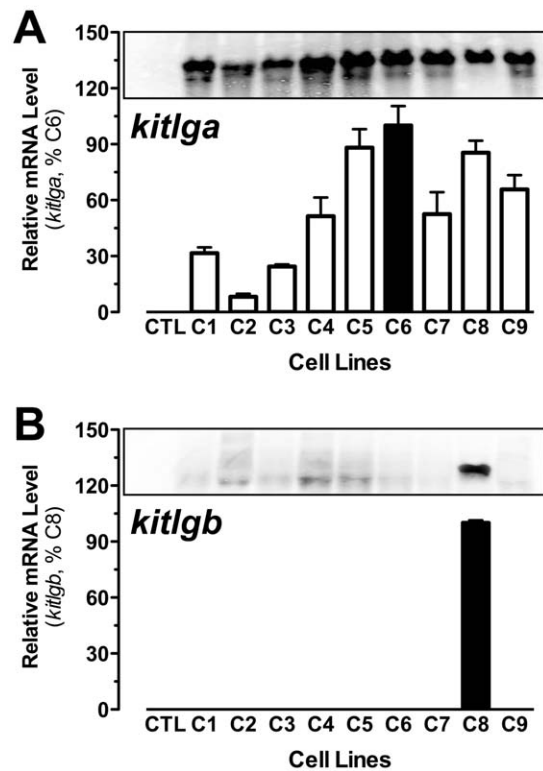 A
Relative mRNA Level
(kitlga, % C6)
150
120
90
60
30
0
kitlga
CTL C1 C2 C3 C4 C5 C6 C7 C8 C9
Cell Lines
B
Relative mRNA Level
(kitlgb, % C8)
150
120
90
60
30
0
kitlgb
CTL C1 C2 C3 C4 C5 C6 C7 C8 C9
Cell Lines